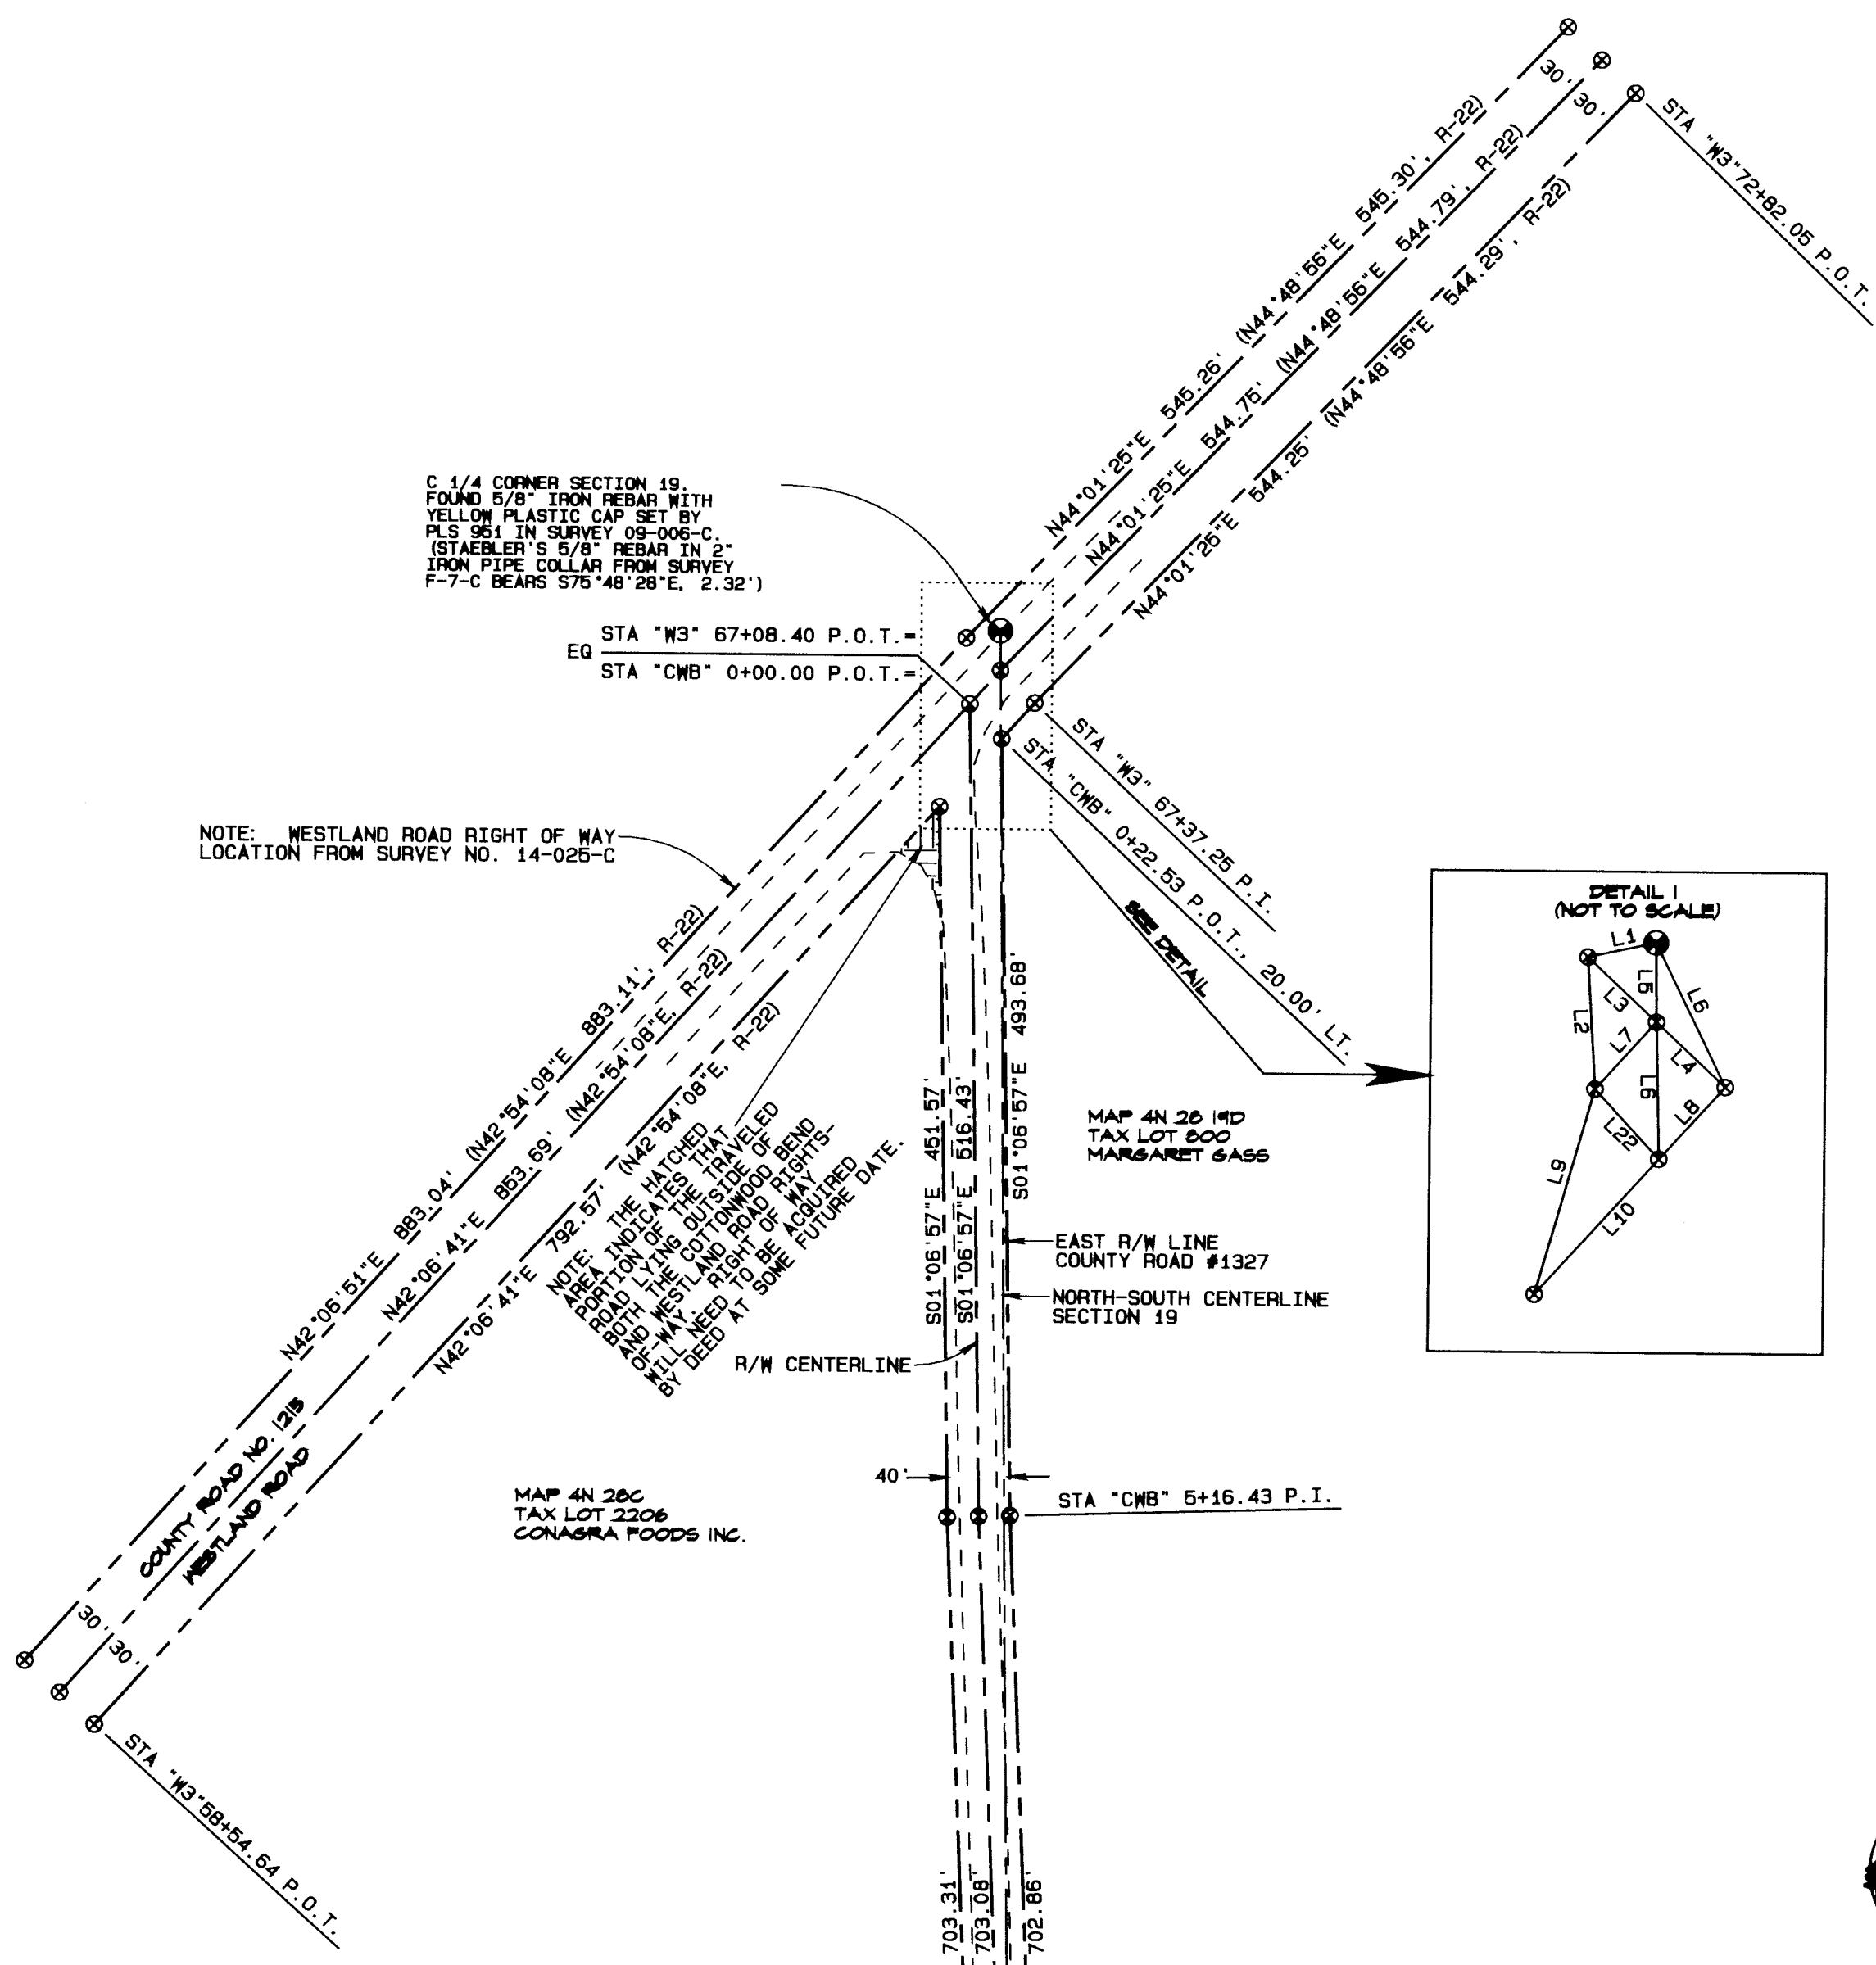 30' 30'
STA "W3" 72+82.05 P.O.T.
N44°01'25"E 545.26' (N44°48'56"E 545.30', R-22)
N44°01'25"E 544.75' (N44°48'56"E 544.79', R-22)
N44°01'25"E 544.25' (N44°48'56"E 544.29', R-22)
C 1/4 CORNER SECTION 19.
FOUND 5/8" IRON REBAR WITH
YELLOW PLASTIC CAP SET BY
PLS 951 IN SURVEY 09-006-C.
(STAEBLER'S 5/8" REBAR IN 2"
IRON PIPE COLLAR FROM SURVEY
F-7-C BEARS S75°48'28"E, 2.32')
STA "W3" 67+08.40 P.O.T.=
EQ
STA "CWB" 0+00.00 P.O.T.=
STA "W3" 67+37.25 P.I.
STA "CWB" 0+22.53 P.O.T., 20.00' LT.
SEE DETAIL
NOTE: WESTLAND ROAD RIGHT OF WAY
LOCATION FROM SURVEY NO. 14-025-C
DETAIL 1
(NOT TO SCALE)
L1
L5
L6
L3
L2
L7
L4
L6
L8
L22
L9
L10
N42°06'51"E 883.04' (N42°54'08"E 883.11', R-22)
N42°06'41"E 853.69' (N42°54'08"E, R-22)
N42°06'41"E 792.57' (N42°54'08"E, R-22)
NOTE: THE HATCHED
AREA INDICATES THAT
PORTION OF THE TRAVELED
ROAD LYING OUTSIDE OF
BOTH THE COTTONWOOD BEND
AND WESTLAND ROAD RIGHTS-
OF-WAY. RIGHT OF WAY
WILL NEED TO BE ACQUIRED
BY DEED AT SOME FUTURE DATE.
S01°06'57"E 451.57'
S01°06'57"E 516.43'
S01°06'57"E 493.68'
MAP 4N 28 19D
TAX LOT 800
MARGARET GASS
EAST R/W LINE
COUNTY ROAD #1327
NORTH-SOUTH CENTERLINE
SECTION 19
R/W CENTERLINE
COUNTY ROAD NO. 1215
WESTLAND ROAD
40'
STA "CWB" 5+16.43 P.I.
MAP 4N 28C
TAX LOT 2206
CONAGRA FOODS INC.
30' 30'
STA "W3" 58+54.64 P.O.T.
703.31'
703.08'
702.86'